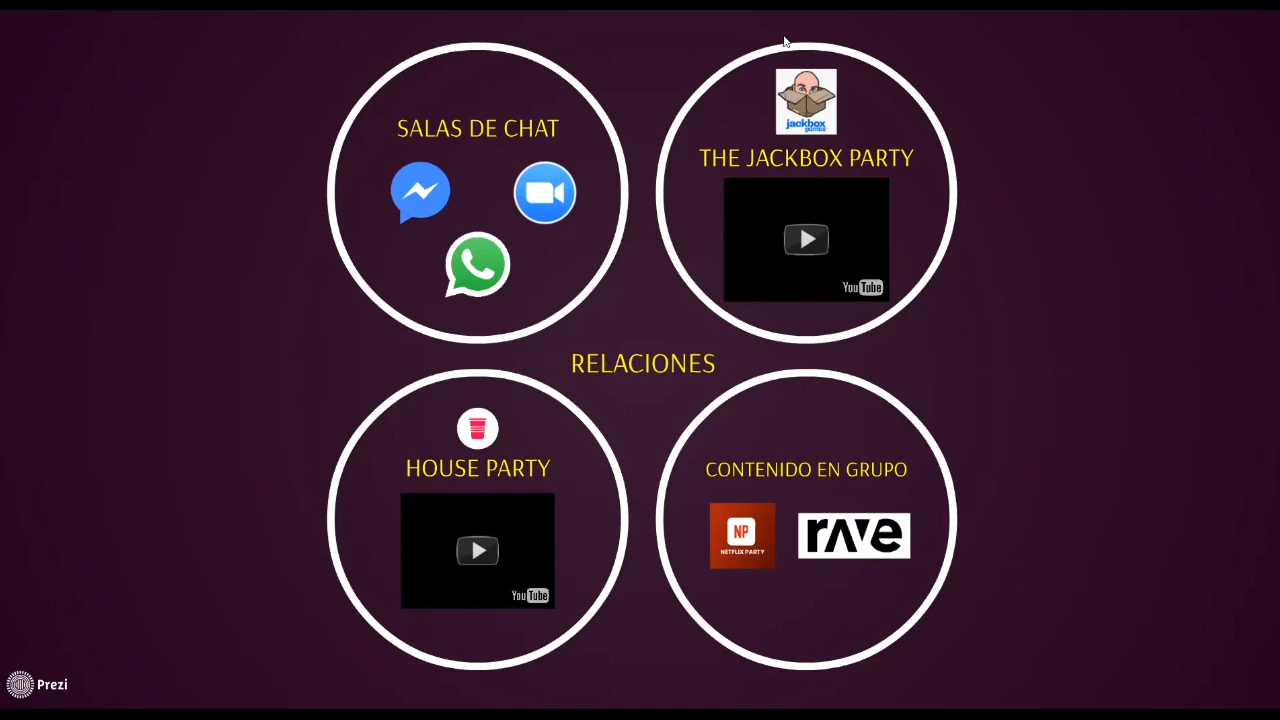 SALAS DE CHAT
jackbox
games
THE JACKBOX PARTY
YouTube
RELACIONES
HOUSE PARTY
YouTube
CONTENIDO EN GRUPO
NP
NETFLIX PARTY
rave
Prezi